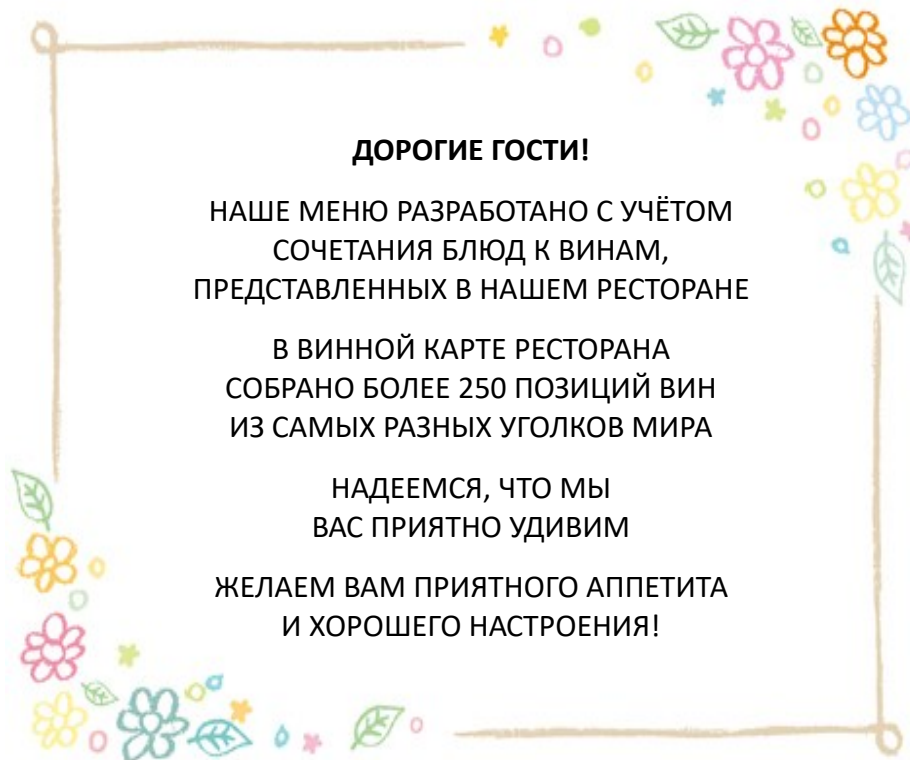 ДОРОГИЕ ГОСТИ!
НАШЕ МЕНЮ РАЗРАБОТАНО С УЧЁТОМ
СОЧЕТАНИЯ БЛЮД К ВИНАМ,
ПРЕДСТАВЛЕННЫХ В НАШЕМ РЕСТОРАНЕ
В ВИННОЙ КАРТЕ РЕСТОРАНА
СОБРАНО БОЛЕЕ 250 ПОЗИЦИЙ ВИН
ИЗ САМЫХ РАЗНЫХ УГОЛКОВ МИРА
НАДЕЕМСЯ, ЧТО МЫ
ВАС ПРИЯТНО УДИВИМ
ЖЕЛАЕМ ВАМ ПРИЯТНОГО АППЕТИТА
И ХОРОШЕГО НАСТРОЕНИЯ!